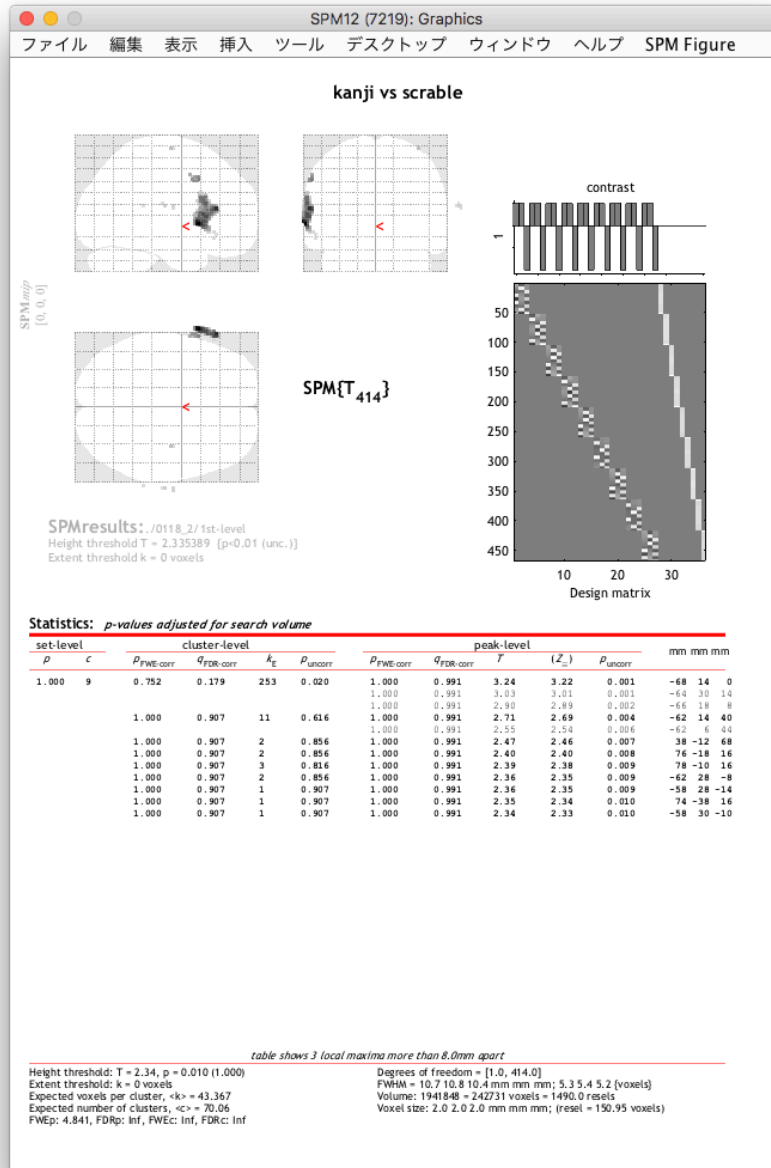 SPM12 (7219): Graphics
ファイル 編集 表示 挿入 ツール デスクトップ ウィンドウ ヘルプ SPM Figure
kanji vs scrable
contrast
1
<
<
<
SPMmip
[0, 0, 0]
SPM{T414}
50
100
150
200
250
300
350
400
450
10 20 30
Design matrix
SPMresults: ./0118_2/1st-level
Height threshold T = 2.335389 {p<0.01 (unc.)}
Extent threshold k = 0 voxels
Statistics: p-values adjusted for search volume
set-level cluster-level peak-level mm mm mm
p c pFWE-corr qFDR-corr kE puncorr pFWE-corr qFDR-corr T (Z≡) puncorr
1.000 9 0.752 0.179 253 0.020 1.000 0.991 3.24 3.22 0.001 -68 14 0
1.000 0.991 3.03 3.01 0.001 -64 30 14
1.000 0.991 2.90 2.89 0.002 -66 18 8
1.000 0.907 11 0.616 1.000 0.991 2.71 2.69 0.004 -62 14 40
1.000 0.991 2.55 2.54 0.006 -62 6 44
1.000 0.907 2 0.856 1.000 0.991 2.47 2.46 0.007 38 -12 68
1.000 0.907 2 0.856 1.000 0.991 2.40 2.40 0.008 76 -18 16
1.000 0.907 3 0.816 1.000 0.991 2.39 2.38 0.009 78 -10 16
1.000 0.907 2 0.856 1.000 0.991 2.36 2.35 0.009 -62 28 -8
1.000 0.907 1 0.907 1.000 0.991 2.36 2.35 0.009 -58 28 -14
1.000 0.907 1 0.907 1.000 0.991 2.35 2.34 0.010 74 -38 16
1.000 0.907 1 0.907 1.000 0.991 2.34 2.33 0.010 -58 30 -10
table shows 3 local maxima more than 8.0mm apart
Height threshold: T = 2.34, p = 0.010 (1.000)
Extent threshold: k = 0 voxels
Expected voxels per cluster, <k> = 43.367
Expected number of clusters, <c> = 70.06
FWEp: 4.841, FDRp: Inf, FWEc: Inf, FDRc: Inf
Degrees of freedom = [1.0, 414.0]
FWHM = 10.7 10.8 10.4 mm mm mm; 5.3 5.4 5.2 {voxels}
Volume: 1941848 = 242731 voxels = 1490.0 resels
Voxel size: 2.0 2.0 2.0 mm mm mm; (resel = 150.95 voxels)